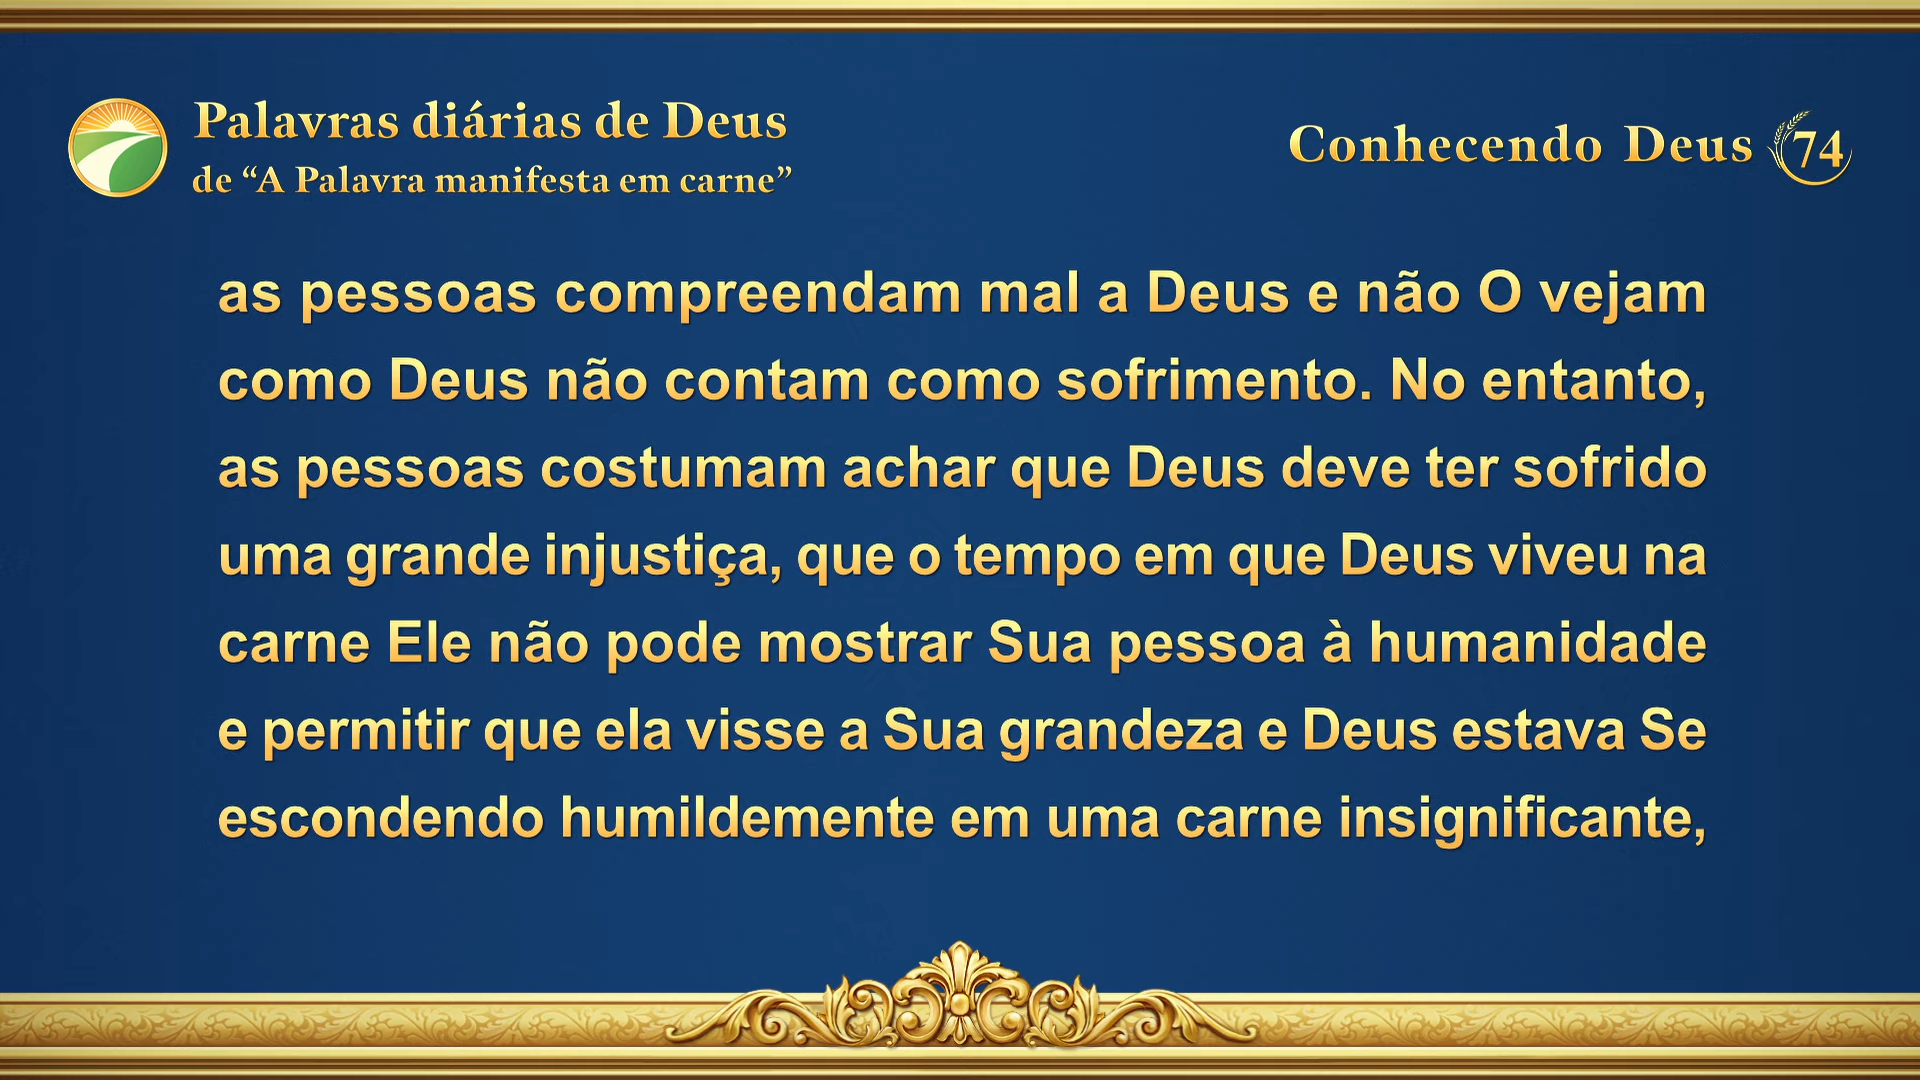 Palavras diárias de Deus
de “A Palavra manifesta em carne”
Conhecendo Deus 74
as pessoas compreendam mal a Deus e não O vejam
como Deus não contam como sofrimento. No entanto,
as pessoas costumam achar que Deus deve ter sofrido
uma grande injustiça, que o tempo em que Deus viveu na
carne Ele não pode mostrar Sua pessoa à humanidade
e permitir que ela visse a Sua grandeza e Deus estava Se
escondendo humildemente em uma carne insignificante,